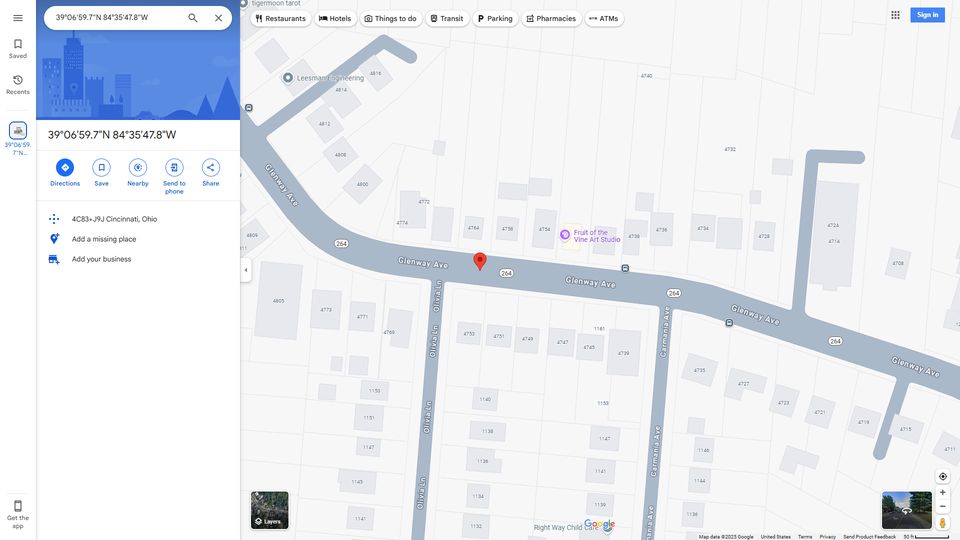 39°06'59.7"N 84°35'47.8"W
Restaurants
Hotels
Things to do
Transit
Parking
Pharmacies
ATMs
Sign in
Saved
Recents
39°06'59.
7"N...
Get the
app
39°06'59.7"N 84°35'47.8"W
Directions
Save
Nearby
Send to
phone
Share
4C83+J9J Cincinnati, Ohio
Add a missing place
Add your business
tigermoon tarot
Leesman Engineering
4816
4814
4812
4808
4800
4740
4732
4772
4774
4764
4758
4754
4738
4736
4734
4728
4724
4714
4708
4809
Fruit of the
Vine Art Studio
Glenway Ave
264
Glenway Ave
264
Glenway Ave
264
Glenway Ave
264
Glenway Ave
4805
4773
4771
4769
4753
4751
4749
4747
4745
1161
4739
4735
4727
4723
4721
4719
4715
4711
Olivia Ln
Olivia Ln
Olivia Ln
Olivia Ln
Carmania Ave
Carmania Ave
1153
1151
1147
1145
1141
1140
1138
1136
1134
1132
1153
1147
1141
1139
1146
1144
1136
Right Way Child Care
Google
Layers
Map data ©2025 Google
United States
Terms
Privacy
Send Product Feedback
50 ft